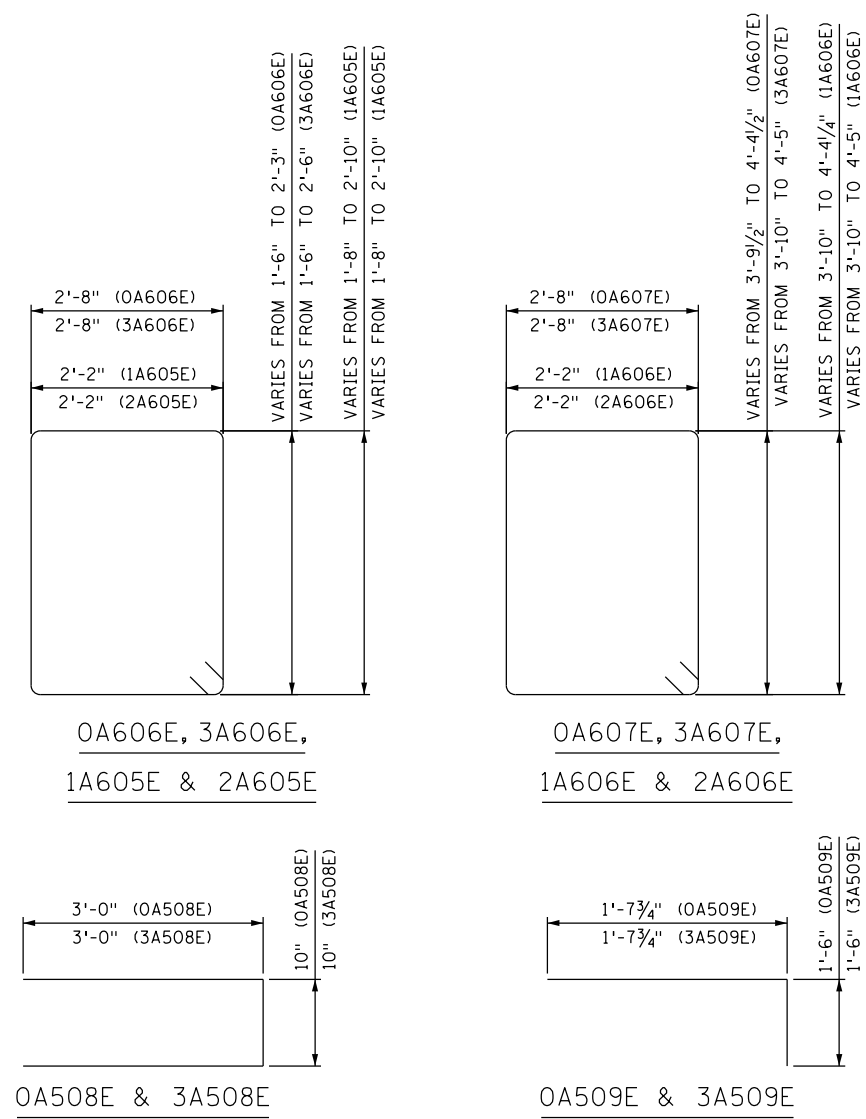 VARIES FROM 1'-6" TO 2'-3" (0A606E)
VARIES FROM 1'-6" TO 2'-6" (3A606E)
VARIES FROM 1'-8" TO 2'-10" (1A605E)
VARIES FROM 1'-8" TO 2'-10" (1A605E)
2'-8" (0A606E)
2'-8" (3A606E)
2'-2" (1A605E)
2'-2" (2A605E)
0A606E, 3A606E,
1A605E & 2A605E
VARIES FROM 3'-9½" TO 4'-4½" (0A607E)
VARIES FROM 3'-10" TO 4'-5" (3A607E)
VARIES FROM 3'-10" TO 4'-4¼" (1A606E)
VARIES FROM 3'-10" TO 4'-5" (1A606E)
2'-8" (0A607E)
2'-8" (3A607E)
2'-2" (1A606E)
2'-2" (2A606E)
0A607E, 3A607E,
1A606E & 2A606E
3'-0" (0A508E)
3'-0" (3A508E)
10" (0A508E)
10" (3A508E)
0A508E & 3A508E
1'-7¾" (0A509E)
1'-7¾" (3A509E)
1'-6" (0A509E)
1'-6" (3A509E)
0A509E & 3A509E